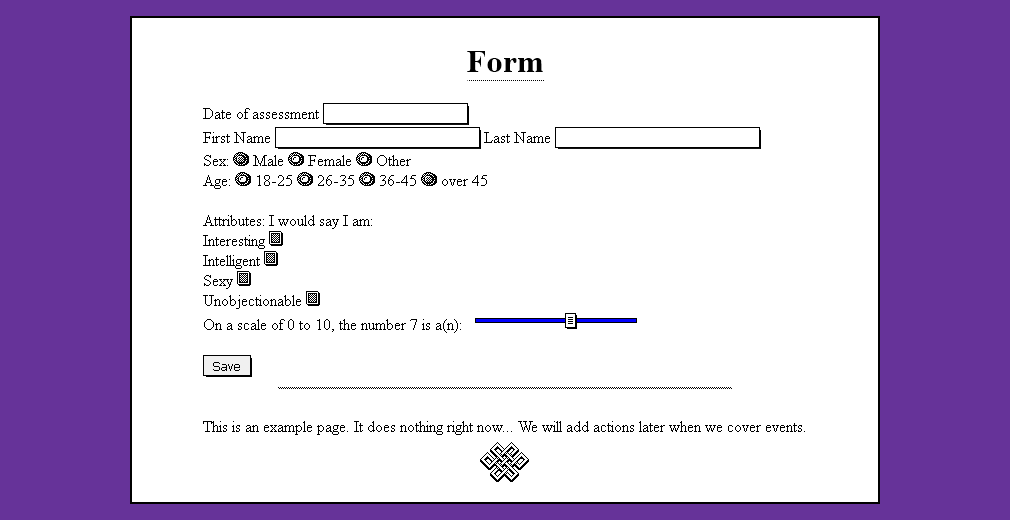 Form
Date of assessment
First Name Last Name
Sex: Male Female Other
Age: 18-25 26-35 36-45 over 45
Attributes: I would say I am:
Interesting
Intelligent
Sexy
Unobjectionable
On a scale of 0 to 10, the number 7 is a(n):
Save
This is an example page. It does nothing right now... We will add actions later when we cover events.